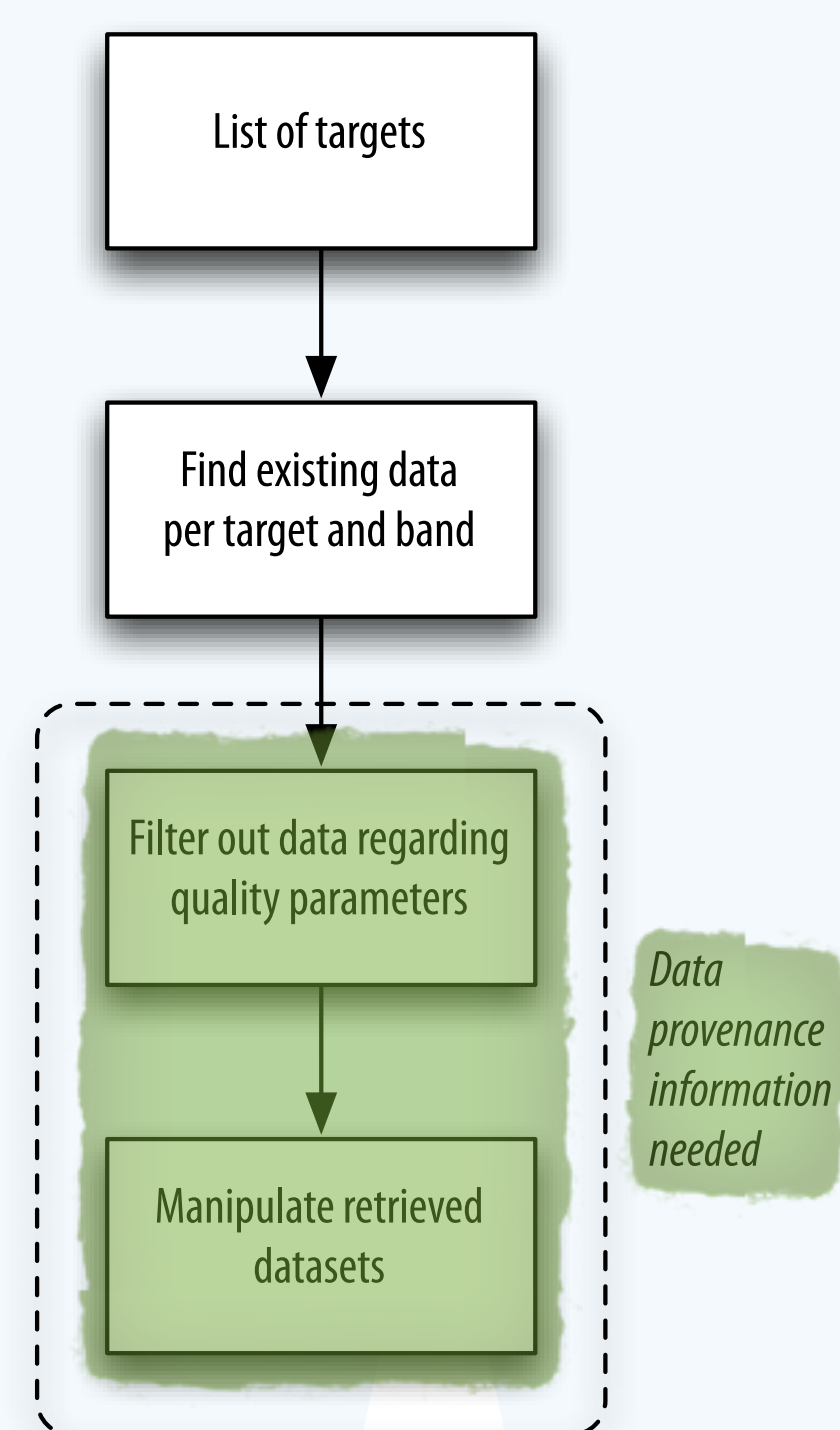 List of targets
Find existing data
per target and band
Filter out data regarding
quality parameters
Data
provenance
information
needed
Manipulate retrieved
datasets